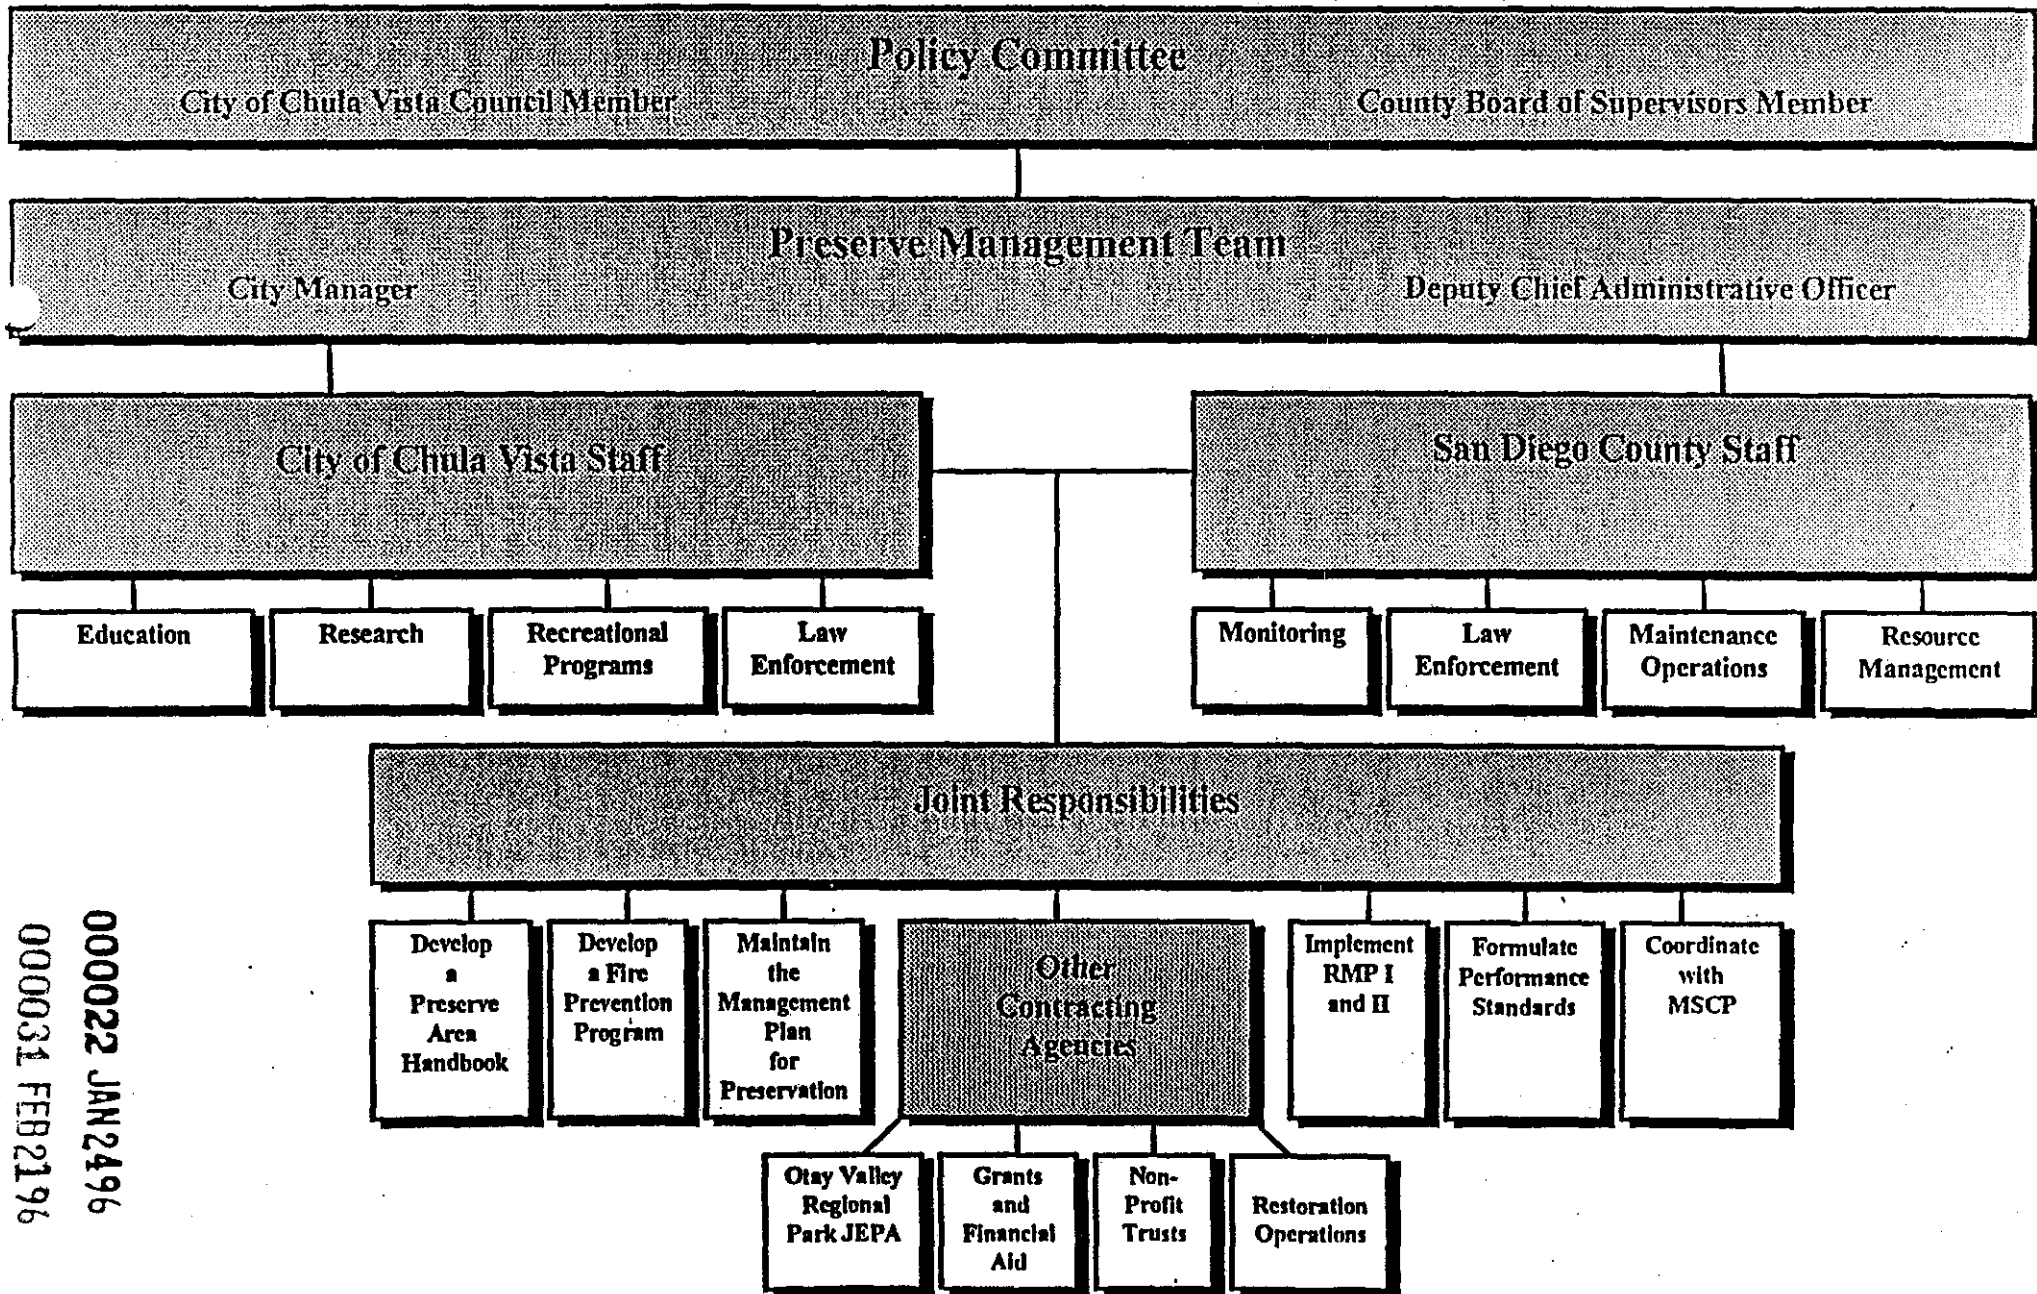 Policy Committee
City of Chula Vista Council Member
County Board of Supervisors Member
Preserve Management Team
City Manager
Deputy Chief Administrative Officer
City of Chula Vista Staff
San Diego County Staff
Education
Research
Recreational
Programs
Law
Enforcement
Monitoring
Law
Enforcement
Maintenance
Operations
Resource
Management
Joint Responsibilities
Develop
a
Preserve
Area
Handbook
Develop
a Fire
Prevention
Program
Maintain
the
Management
Plan
for
Preservation
Other
Contracting
Agencies
Implement
RMP I
and II
Formulate
Performance
Standards
Coordinate
with
MSCP
Otay Valley
Regional
Park JEPA
Grants
and
Financial
Aid
Non-
Profit
Trusts
Restoration
Operations
000022 JAN2496
000031 FEB2196